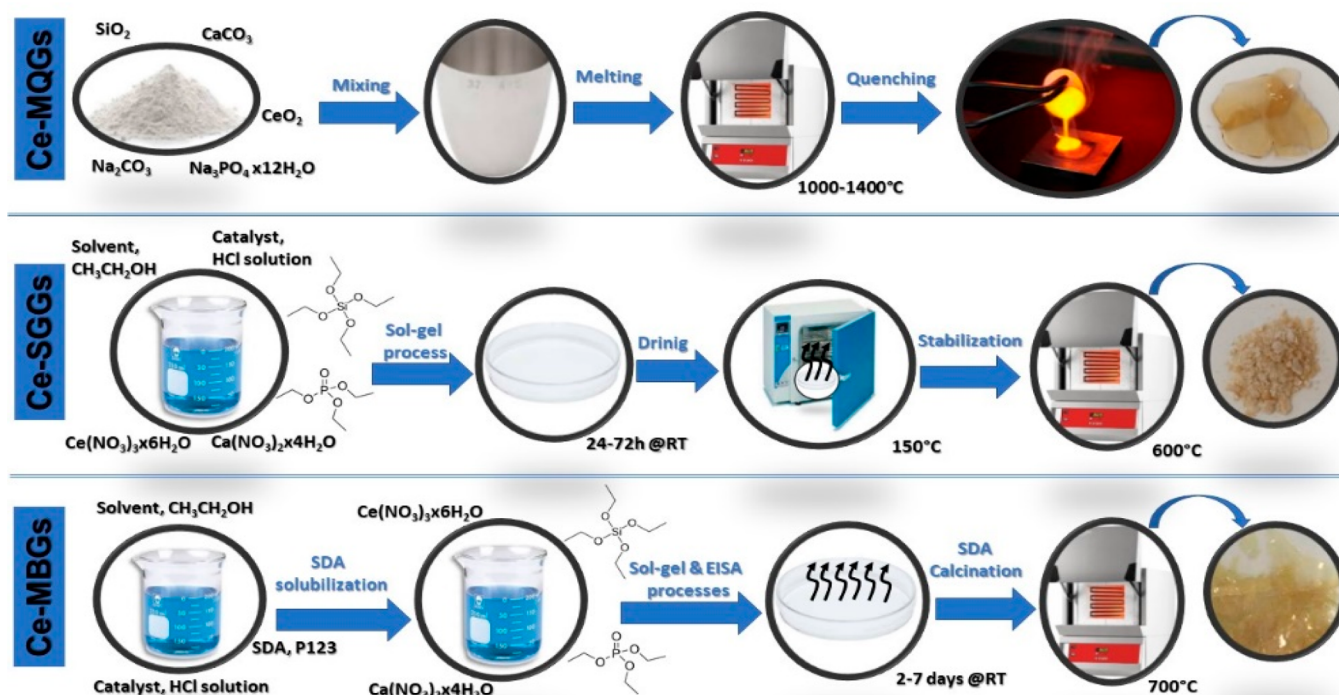 Ce-MQGs
SiO₂
CaCO₃
CeO₂
Na₂CO₃
Na₃PO₄ x12H₂O
Mixing
Melting
1000-1400°C
Quenching
Ce-SGGs
Solvent,
CH₃CH₂OH
Catalyst,
HCl solution
Ce(NO₃)₃x6H₂O
Ca(NO₃)₂x4H₂O
Sol-gel
process
24-72h @RT
Drinig
150°C
Stabilization
600°C
Ce-MBGs
Solvent, CH₃CH₂OH
Catalyst, HCl solution
SDA
solubilization
SDA, P123
Ce(NO₃)₃x6H₂O
Ca(NO₃)₂x4H₂O
Sol-gel & EISA
processes
2-7 days @RT
SDA
Calcination
700°C